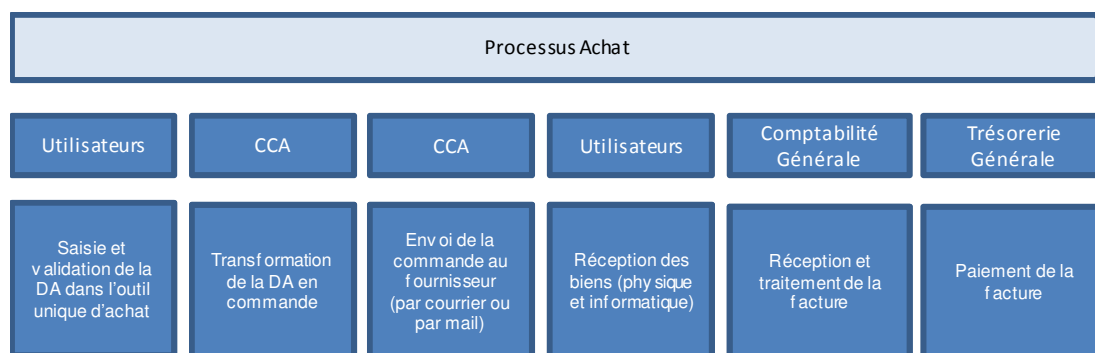 Processus Achat
Utilisateurs
CCA
CCA
Utilisateurs
Comptabilité
Générale
Trésorerie
Générale
Saisie et
validation de la
DA dans l'outil
unique d'achat
Transformation
de la DA en
commande
Envoi de la
commande au
fournisseur
(par courrier ou
par mail)
Réception des
biens (physique
et informatique)
Réception et
traitement de la
facture
Paiement de la
facture